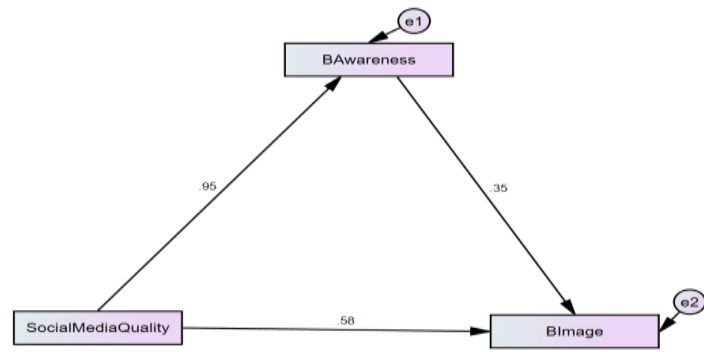 e1
BAwareness
.95
.35
SocialMediaQuality
.58
e2
BImage